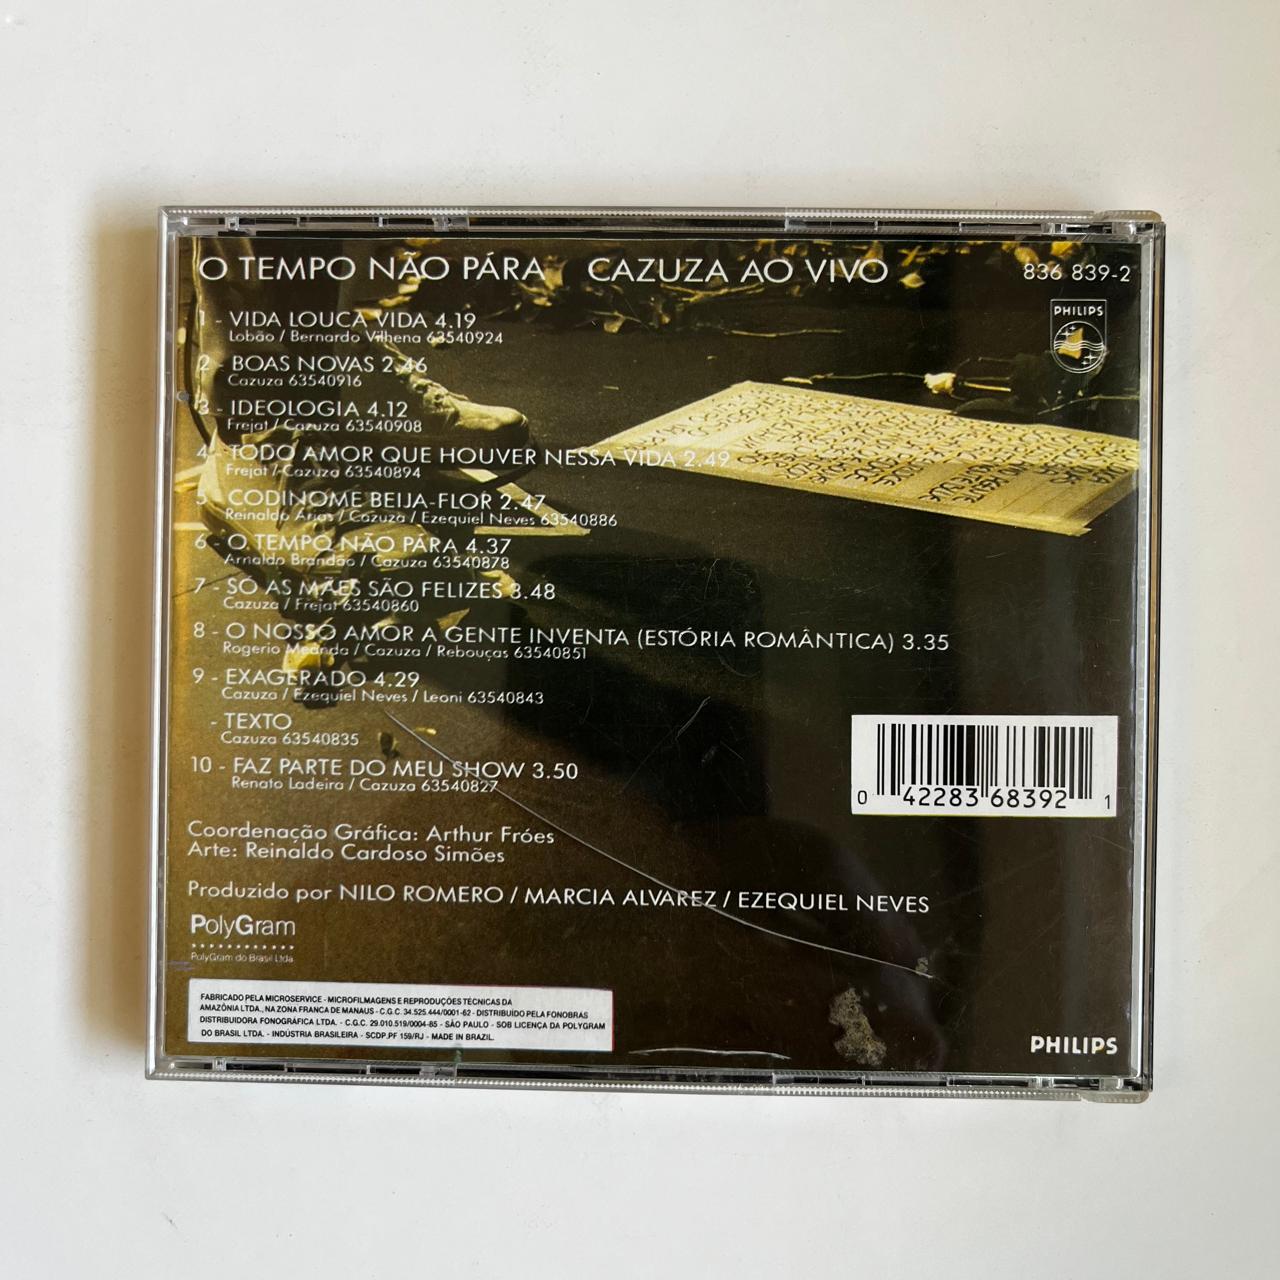 O TEMPO NÃO PÁRA CAZUZA AO VIVO 836 839-2
PHILIPS
1 - VIDA LOUCA VIDA 4.19
Lobão / Bernardo Vilhena 63540924
2 - BOAS NOVAS 2.46
Cazuza 63540916
3 - IDEOLOGIA 4.12
Frejat / Cazuza 63540908
4 - TODO AMOR QUE HOUVER NESSA VIDA 2.49
Frejat / Cazuza 63540894
5 - CODINOME BEIJA-FLOR 2.47
Reinaldo Arias / Cazuza / Ezequiel Neves 63540886
6 - O TEMPO NÃO PÁRA 4.37
Arnaldo Brandão / Cazuza 63540878
7 - SÓ AS MÃES SÃO FELIZES 3.48
Cazuza / Frejat 63540860
8 - O NOSSO AMOR A GENTE INVENTA (ESTÓRIA ROMÂNTICA) 3.35
Rogerio Meanda / Cazuza / Rebouças 63540851
9 - EXAGERADO 4.29
Cazuza / Ezequiel Neves / Leoni 63540843
- TEXTO
Cazuza 63540835
10 - FAZ PARTE DO MEU SHOW 3.50
Renato Ladeira / Cazuza 63540827
0 42283 68392 1
Coordenação Gráfica: Arthur Fróes
Arte: Reinaldo Cardoso Simões
Produzido por NILO ROMERO / MARCIA ALVAREZ / EZEQUIEL NEVES
PolyGram
PolyGram do Brasil Ltda
FABRICADO PELA MICROSERVICE - MICROFILMAGENS E REPRODUÇÕES TÉCNICAS DA
AMAZÔNIA LTDA., NA ZONA FRANCA DE MANAUS - C.G.C. 34.525.444/0001-62 - DISTRIBUÍDO PELA FONOBRAS
DISTRIBUIDORA FONOGRÁFICA LTDA. - C.G.C. 29.010.519/0004-85 - SÃO PAULO - SOB LICENÇA DA POLYGRAM
DO BRASIL LTDA. - INDÚSTRIA BRASILEIRA - SCDP.PF 159/RJ - MADE IN BRAZIL.
PHILIPS